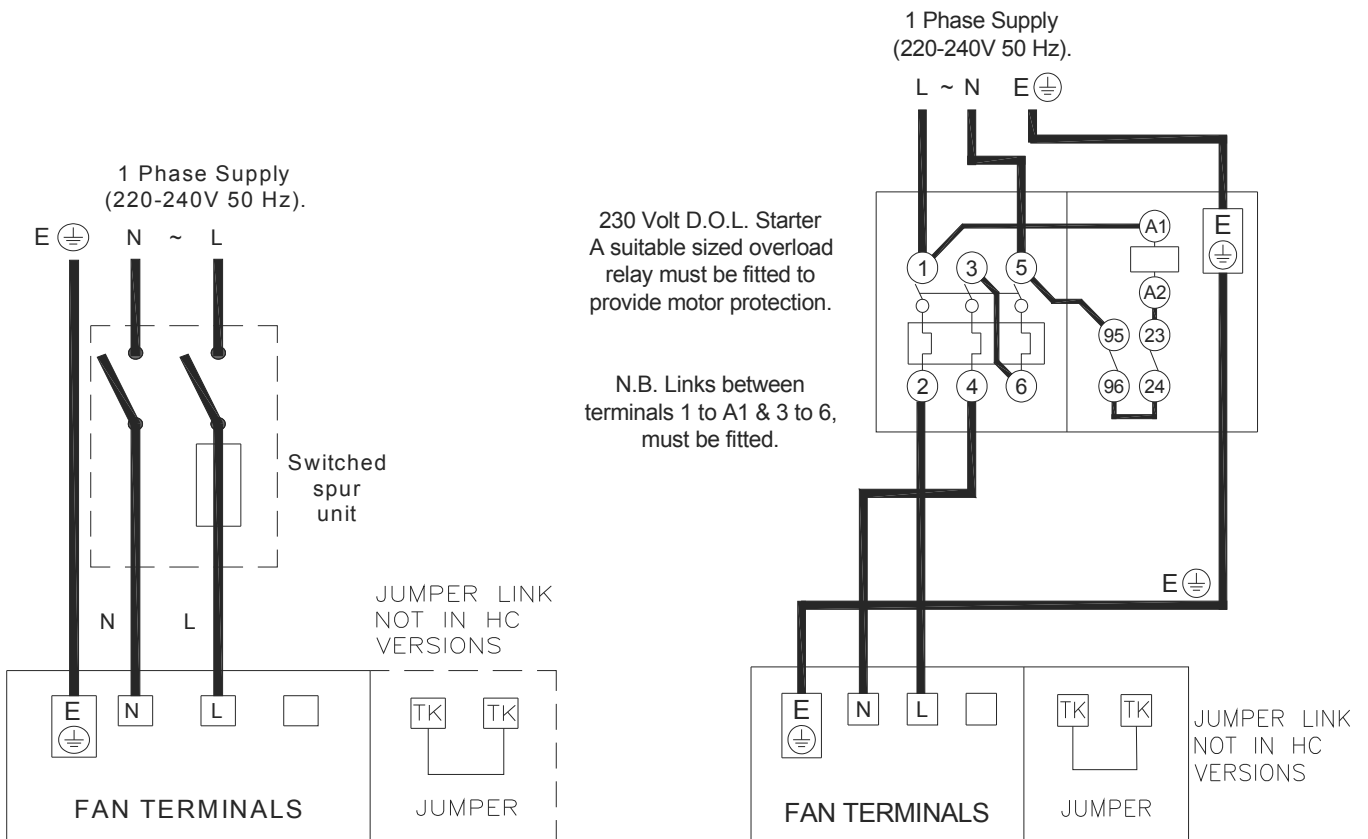 1 Phase Supply
(220-240V 50 Hz).
E N ~ L
Switched
spur
unit
N L
JUMPER LINK
NOT IN HC
VERSIONS
E N L
TK TK
FAN TERMINALS
JUMPER
1 Phase Supply
(220-240V 50 Hz).
L ~ N E
230 Volt D.O.L. Starter
A suitable sized overload
relay must be fitted to
provide motor protection.
N.B. Links between
terminals 1 to A1 & 3 to 6,
must be fitted.
A1
E
1 3 5
A2
95 23
2 4 6
96 24
E
E N L
TK TK
JUMPER LINK
NOT IN HC
VERSIONS
FAN TERMINALS
JUMPER